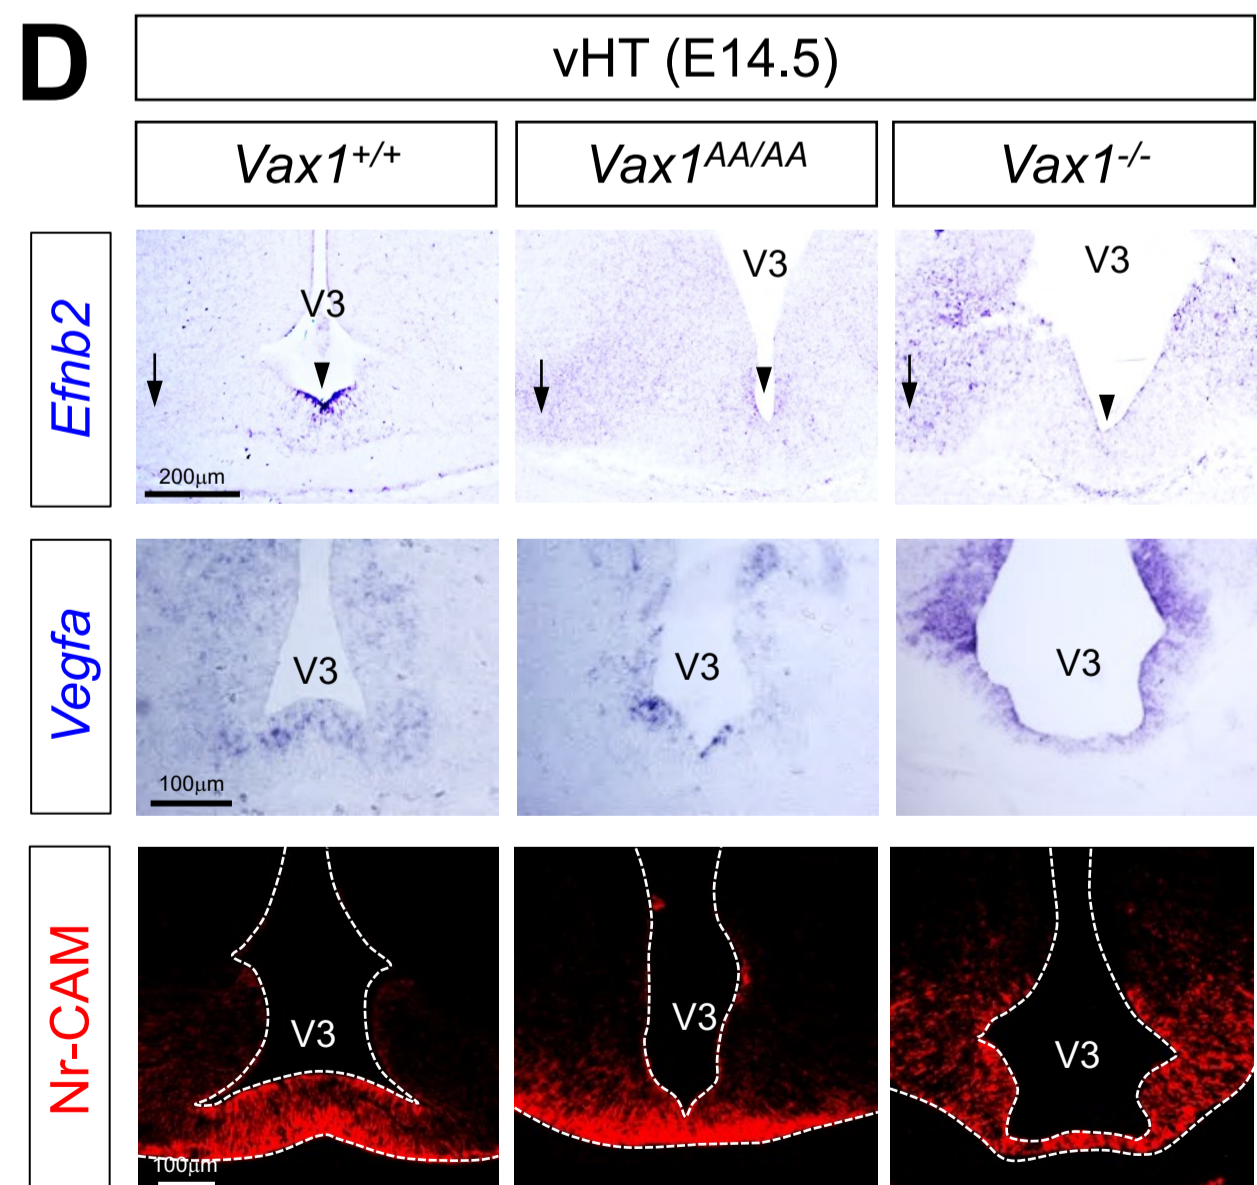 D
vHT (E14.5)
Vax1+/+ Vax1AA/AA Vax1-/-
Efnb2
V3
V3
V3
200μm
Vegfa
V3
V3
V3
100μm
Nr-CAM
V3
V3
V3
100μm